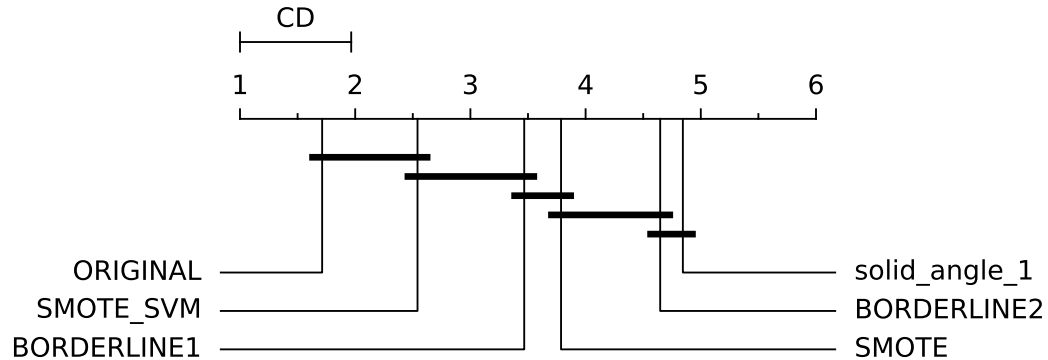 CD
1 2 3 4 5 6
ORIGINAL solid_angle_1
SMOTE_SVM BORDERLINE2
BORDERLINE1 SMOTE